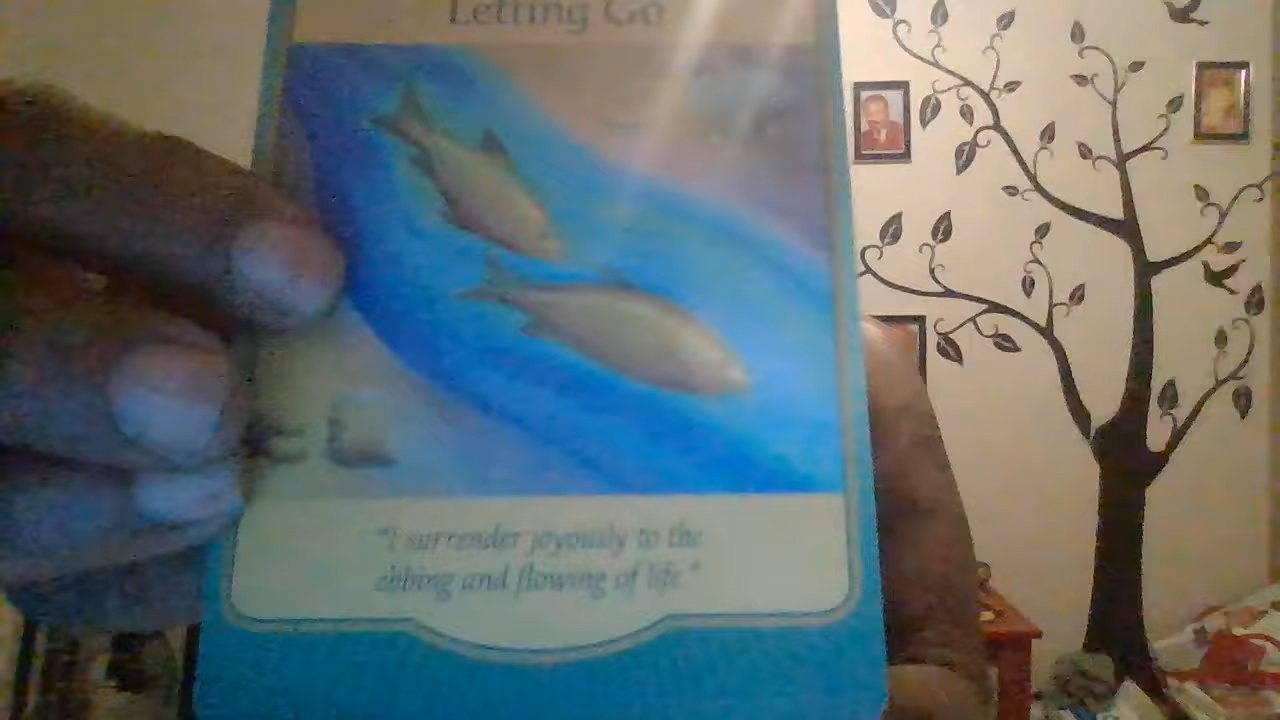 Letting Go
"I surrender joyously to the
ebbing and flowing of life."